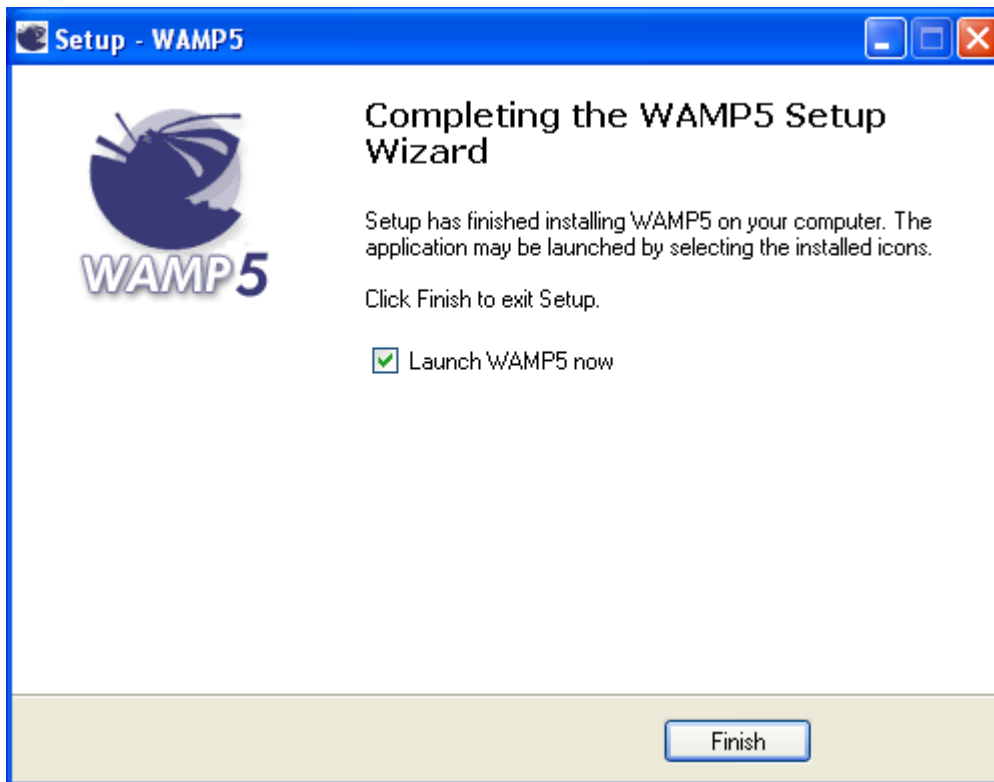 Setup - WAMP5
Completing the WAMP5 Setup
Wizard
Setup has finished installing WAMP5 on your computer. The
application may be launched by selecting the installed icons.
Click Finish to exit Setup.
Launch WAMP5 now
WAMP5
Finish